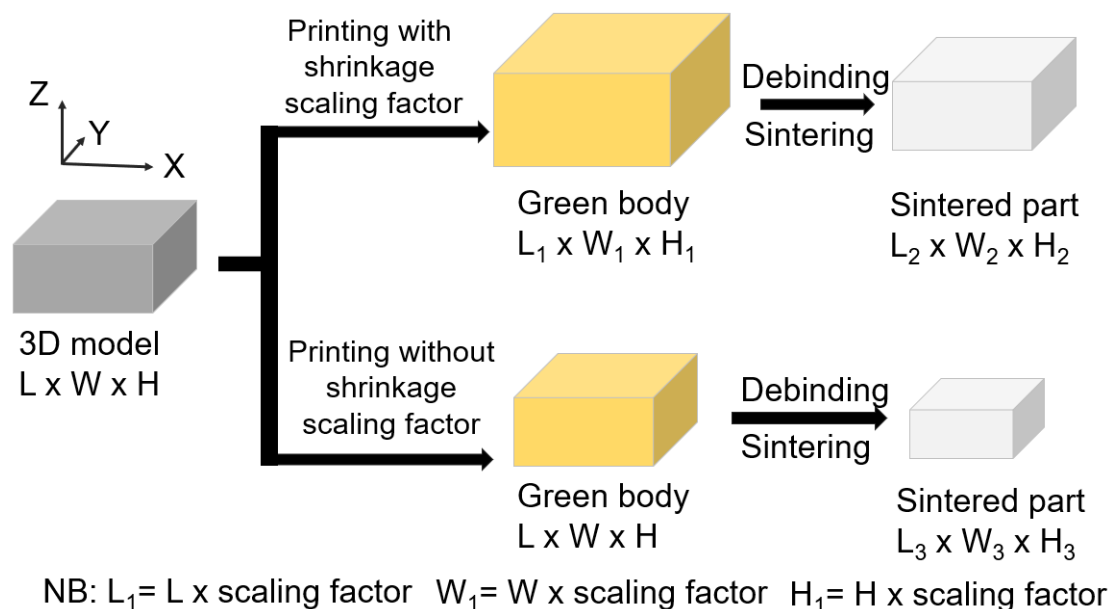 Z
Y
X
3D model
L x W x H
Printing with
shrinkage
scaling factor
Green body
L₁ x W₁ x H₁
Debinding
Sintering
Sintered part
L₂ x W₂ x H₂
Printing without
shrinkage
scaling factor
Green body
L x W x H
Debinding
Sintering
Sintered part
L₃ x W₃ x H₃
NB: L₁= L x scaling factor W₁= W x scaling factor H₁= H x scaling factor